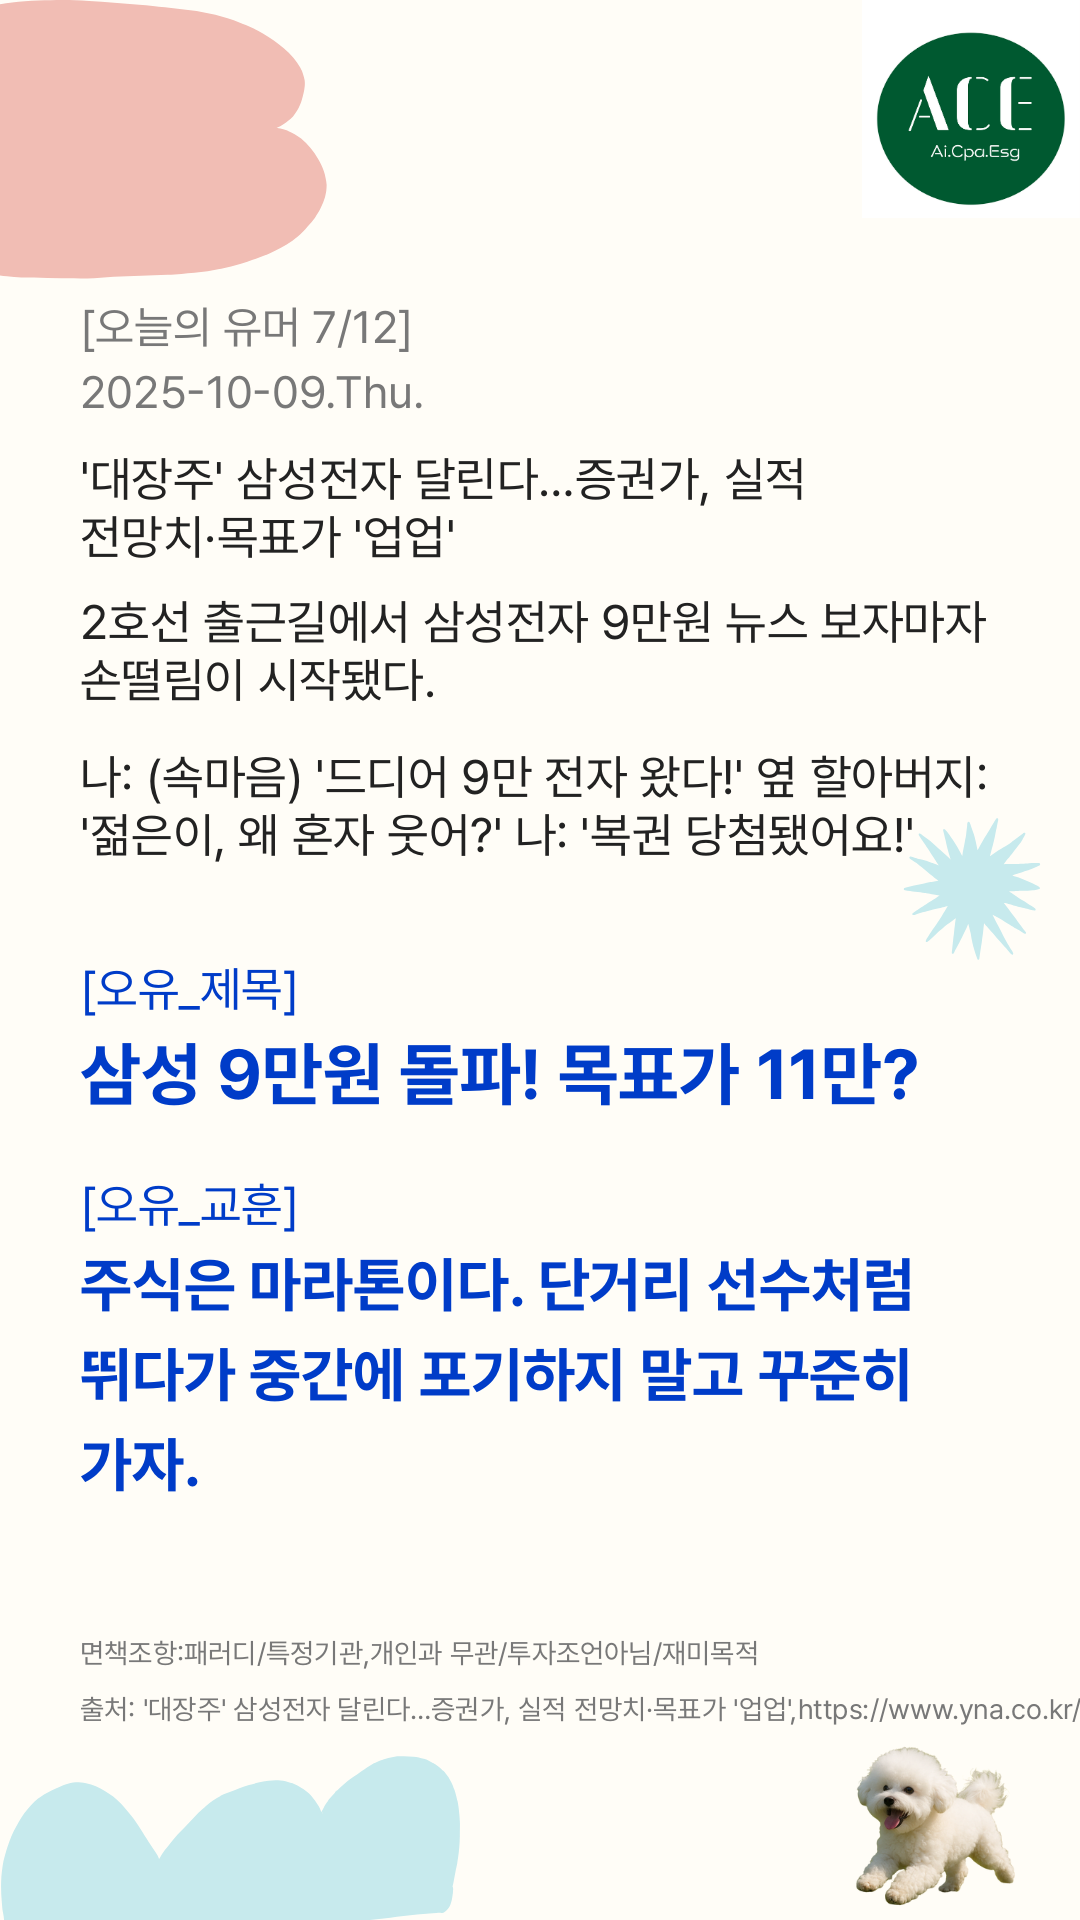 ACE
Ai.Cpa.Esg
[오늘의 유머 7/12]
2025-10-09.Thu.
'대장주' 삼성전자 달린다...증권가, 실적
전망치·목표가 '업업'
2호선 출근길에서 삼성전자 9만원 뉴스 보자마자
손떨림이 시작됐다.
나: (속마음) '드디어 9만 전자 왔다!' 옆 할아버지:
'젊은이, 왜 혼자 웃어?' 나: '복권 당첨됐어요!'
[오유_제목]
삼성 9만원 돌파! 목표가 11만?
[오유_교훈]
주식은 마라톤이다. 단거리 선수처럼
뛰다가 중간에 포기하지 말고 꾸준히
가자.
면책조항:패러디/특정기관,개인과 무관/투자조언아님/재미목적
출처: '대장주' 삼성전자 달린다...증권가, 실적 전망치·목표가 '업업',https://www.yna.co.kr/